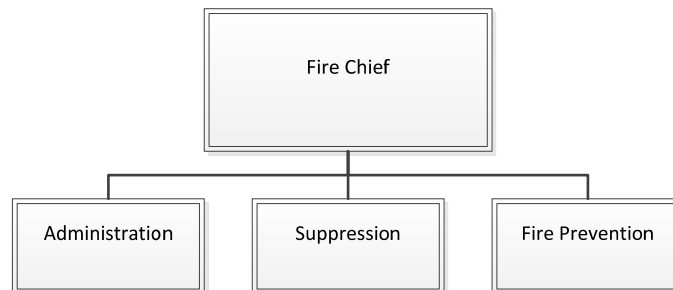 Fire Chief
Administration
Suppression
Fire Prevention